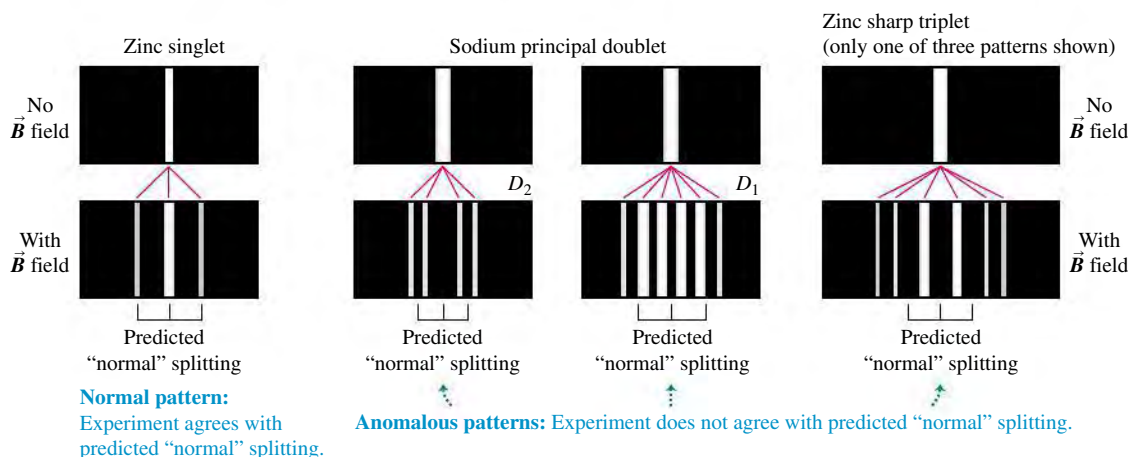 Zinc singlet
Sodium principal doublet
Zinc sharp triplet
(only one of three patterns shown)
No
B field
No
B field
D2
D1
With
B field
With
B field
Predicted
“normal” splitting
Predicted
“normal” splitting
Predicted
“normal” splitting
Predicted
“normal” splitting
Normal pattern:
Experiment agrees with
predicted “normal” splitting.
Anomalous patterns: Experiment does not agree with predicted “normal” splitting.